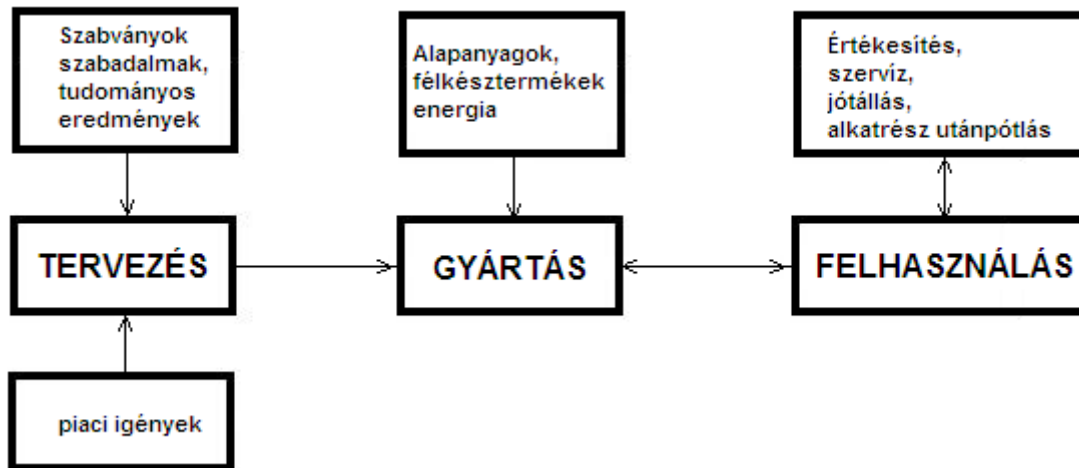 Szabványok
szabadalmak,
tudományos
eredmények
Alapanyagok,
félkésztermékek
energia
Értékesítés,
szervíz,
jótállás,
alkatrész utánpótlás
TERVEZÉS
GYÁRTÁS
FELHASZNÁLÁS
piaci igények